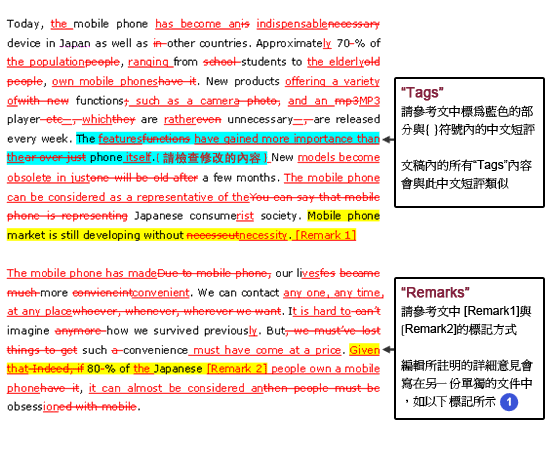 Today, the mobile phone has become anis indispensablenecessary
device in Japan as well as in other countries. Approximately 70-% of
the populationpeople, ranging from school students to the elderlyold
people, own mobile phoneshave it. New products offering a variety
ofwith new functions; such as a camera photo, and an mp3MP3
player etc , whichthey are rathereven unnecessary , are released
every week. The featuresfunctions have gained more importance than
thear over just phone itself.{請檢查修改的內容} New models become
obsolete in justone will be old after a few months. The mobile phone
can be considered as a representative of theYou can say that mobile
phone is representing Japanese consumerist society. Mobile phone
market is still developing without necesseutnecessity. [Remark 1]
The mobile phone has madeDue to mobile phone, our livesfes became
much more convicncintconvenient. We can contact any one, any time,
at any placewhoever, whenever, wherever we want. It is hard to can't
imagine anymore how we survived previously. But, we must've lost
things to get such a convenience must have come at a price. Given
that Indeed, if 80-% of the Japanese [Remark 2] people own a mobile
phonehave it, it can almost be considered anthen people must be
obsessioned with mobile.
“Tags”
請參考文中標爲藍色的部
分與{ }符號內的中文短評
文稿內的所有“Tags”內容
會與此中文短評類似
“Remarks”
請參考文中 [Remark1]與
[Remark2]的標記方式
編輯所註明的詳細意見會
寫在另一份單獨的文件中
，如以下標記所示 1